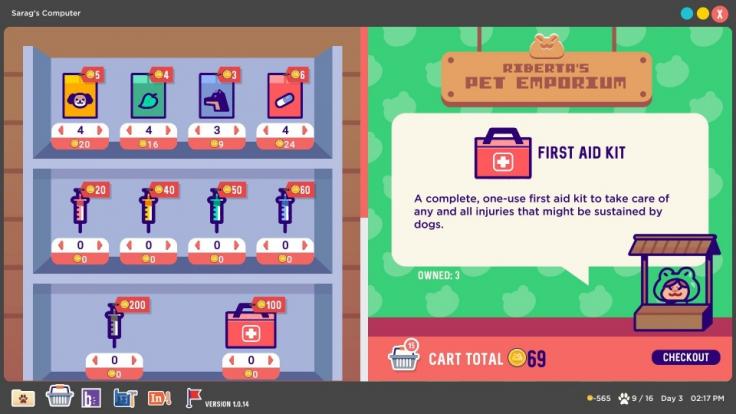 Sarag's Computer
X
RIBERTA'S
PET EMPORIUM
5 4 3 6
4 4 3 4
20 16 9 24
FIRST AID KIT
A complete, one-use first aid kit to take care of
any and all injuries that might be sustained by
dogs.
20 40 50 60
0 0 0 0
0 0 0 0
OWNED: 3
200 100
0 0
0 0
15
CART TOTAL 69
CHECKOUT
In!
VERSION 1.0.14
-565 9 / 16 Day 3 02:17 PM